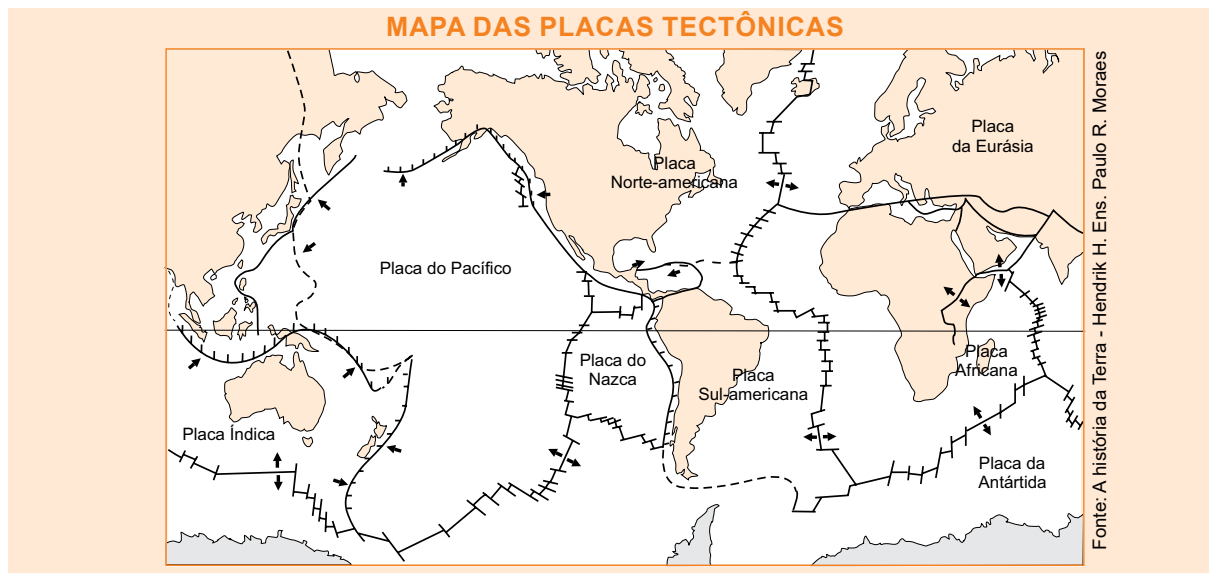 MAPA DAS PLACAS TECTÔNICAS
Placa
da Eurásia
Placa
Norte-americana
Placa do Pacífico
Placa do
Nazca
Placa
Sul-americana
Placa
Africana
Placa Índica
Placa da
Antártida
Fonte: A história da Terra - Hendrik H. Ens. Paulo R. Moraes